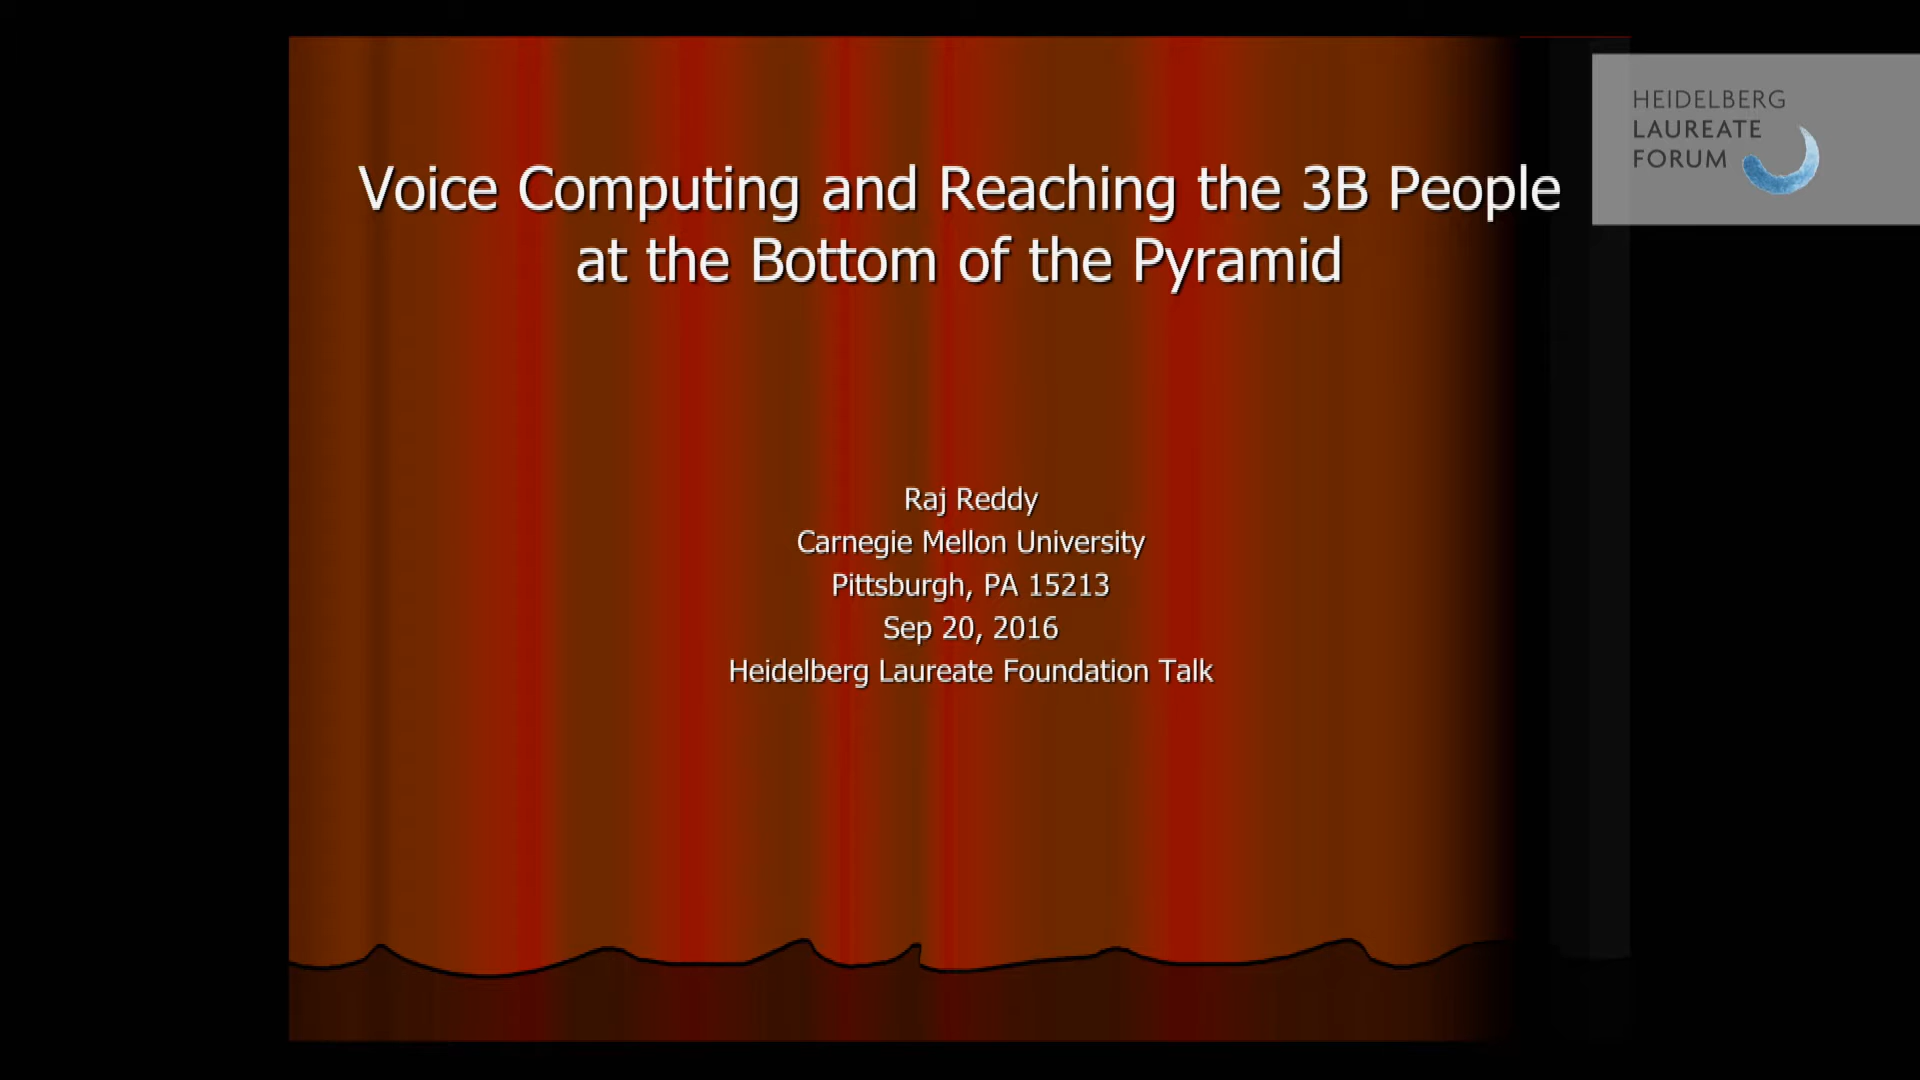 Voice Computing and Reaching the 3B People
at the Bottom of the Pyramid
HEIDELBERG
LAUREATE
FORUM
Raj Reddy
Carnegie Mellon University
Pittsburgh, PA 15213
Sep 20, 2016
Heidelberg Laureate Foundation Talk